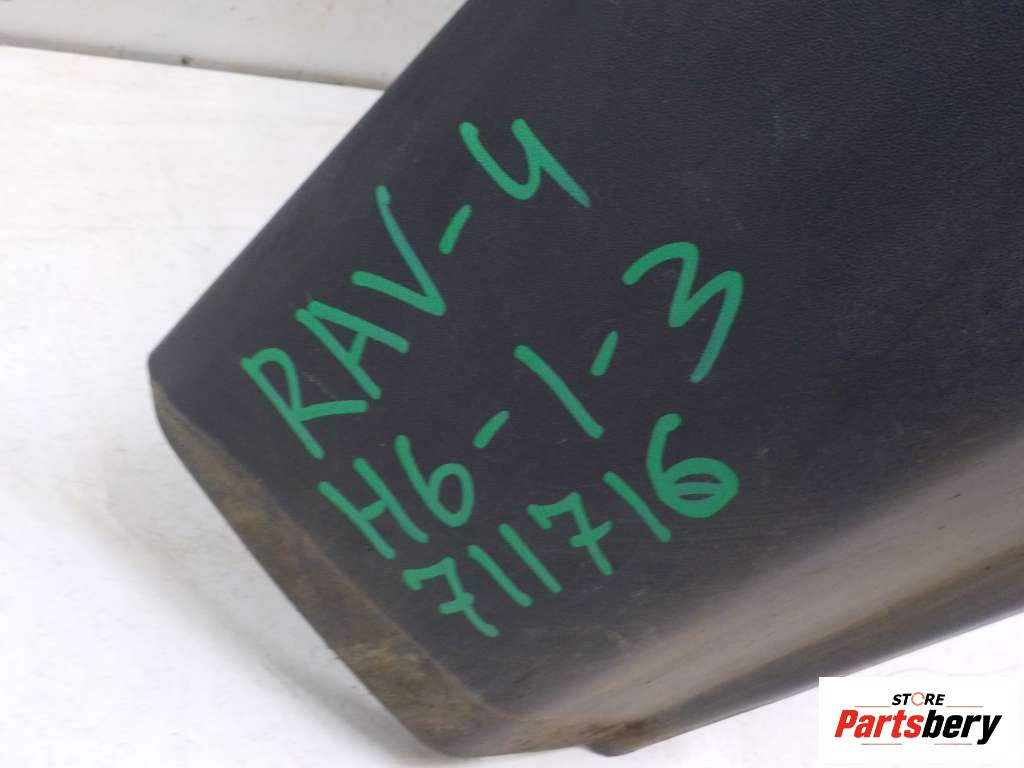 RAV-4
H6-1-3
711716
STORE
Partsbery